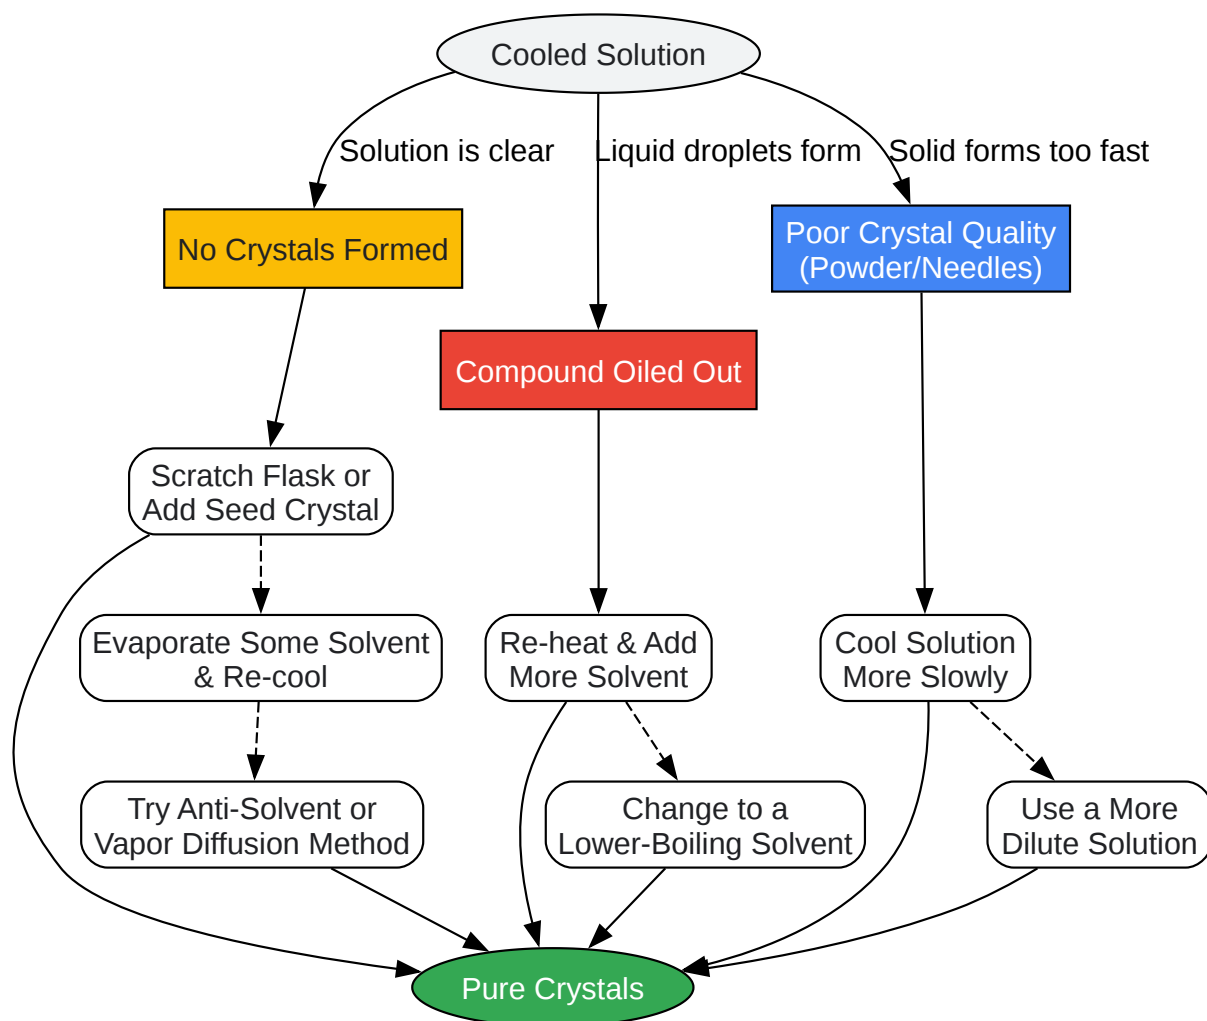 Cooled Solution
Solution is clear
Liquid droplets form
Solid forms too fast
No Crystals Formed
Poor Crystal Quality
(Powder/Needles)
Compound Oiled Out
Scratch Flask or
Add Seed Crystal
Evaporate Some Solvent
& Re-cool
Re-heat & Add
More Solvent
Cool Solution
More Slowly
Try Anti-Solvent or
Vapor Diffusion Method
Change to a
Lower-Boiling Solvent
Use a More
Dilute Solution
Pure Crystals